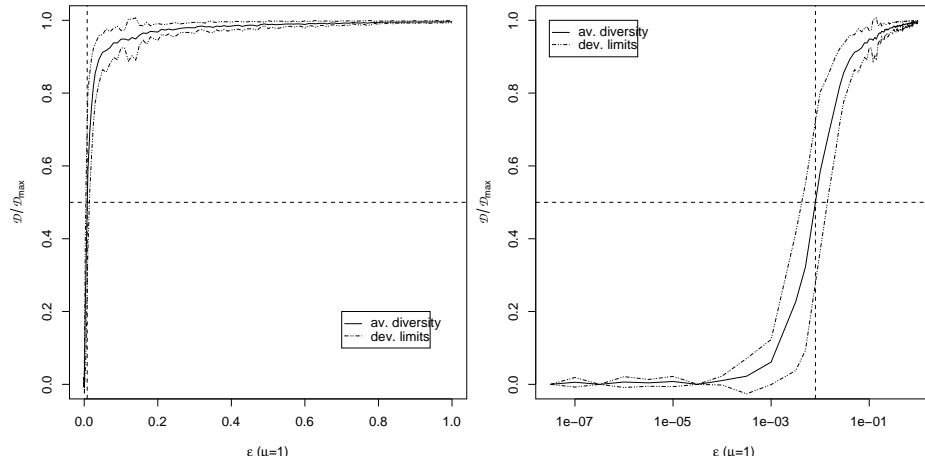 1.0
0.8
0.6
0.4
0.2
0.0
𝒟/𝒟max
av. diversity
dev. limits
0.0 0.2 0.4 0.6 0.8 1.0
ε (μ=1)
1.0
0.8
0.6
0.4
0.2
0.0
𝒟/𝒟max
av. diversity
dev. limits
1e−07 1e−05 1e−03 1e−01
ε (μ=1)